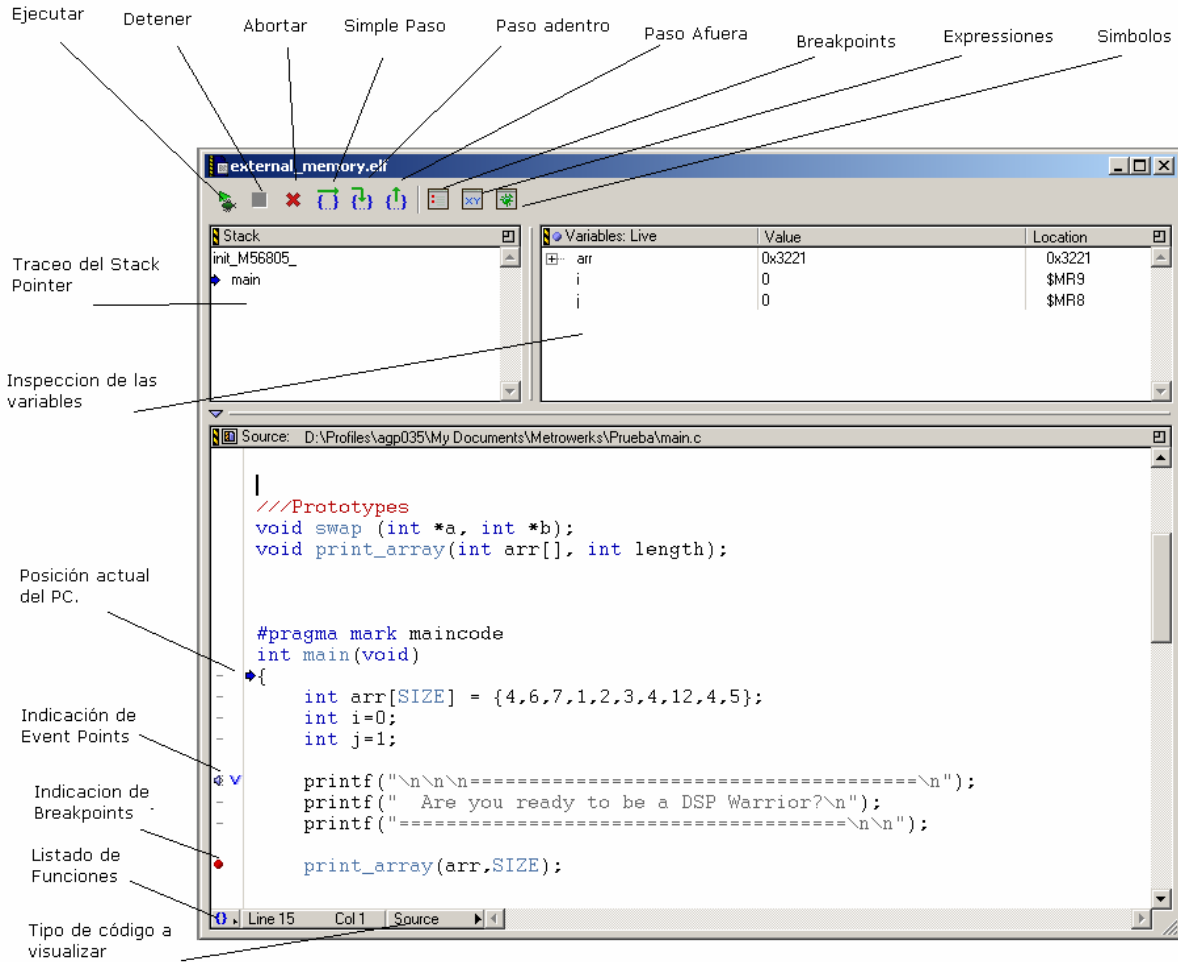 Ejecutar
Detener
Abortar
Simple Paso
Paso adentro
Paso Afuera
Breakpoints
Expressiones
Simbolos
external_memory.elf
Stack
init_M56805_
main
Variables: Live
Value
Location
arr
0x3221
0x3221
i
0
$MR9
j
0
$MR8
Traceo del Stack
Pointer
Inspeccion de las
variables
Source: D:\Profiles\agp035\My Documents\Metrowerks\Prueba\main.c
///Prototypes
void swap (int *a, int *b);
void print_array(int arr[], int length);
Posición actual
del PC.
#pragma mark maincode
int main(void)
{
int arr[SIZE] = {4,6,7,1,2,3,4,12,4,5};
int i=0;
int j=1;
Indicación de
Event Points
printf("\n\n\n======================================\n");
printf("  Are you ready to be a DSP Warrior?\n");
printf("======================================\n\n");
Indicacion de
Breakpoints
print_array(arr,SIZE);
Listado de
Funciones
Line 15
Col 1
Source
Tipo de código a
visualizar
XY